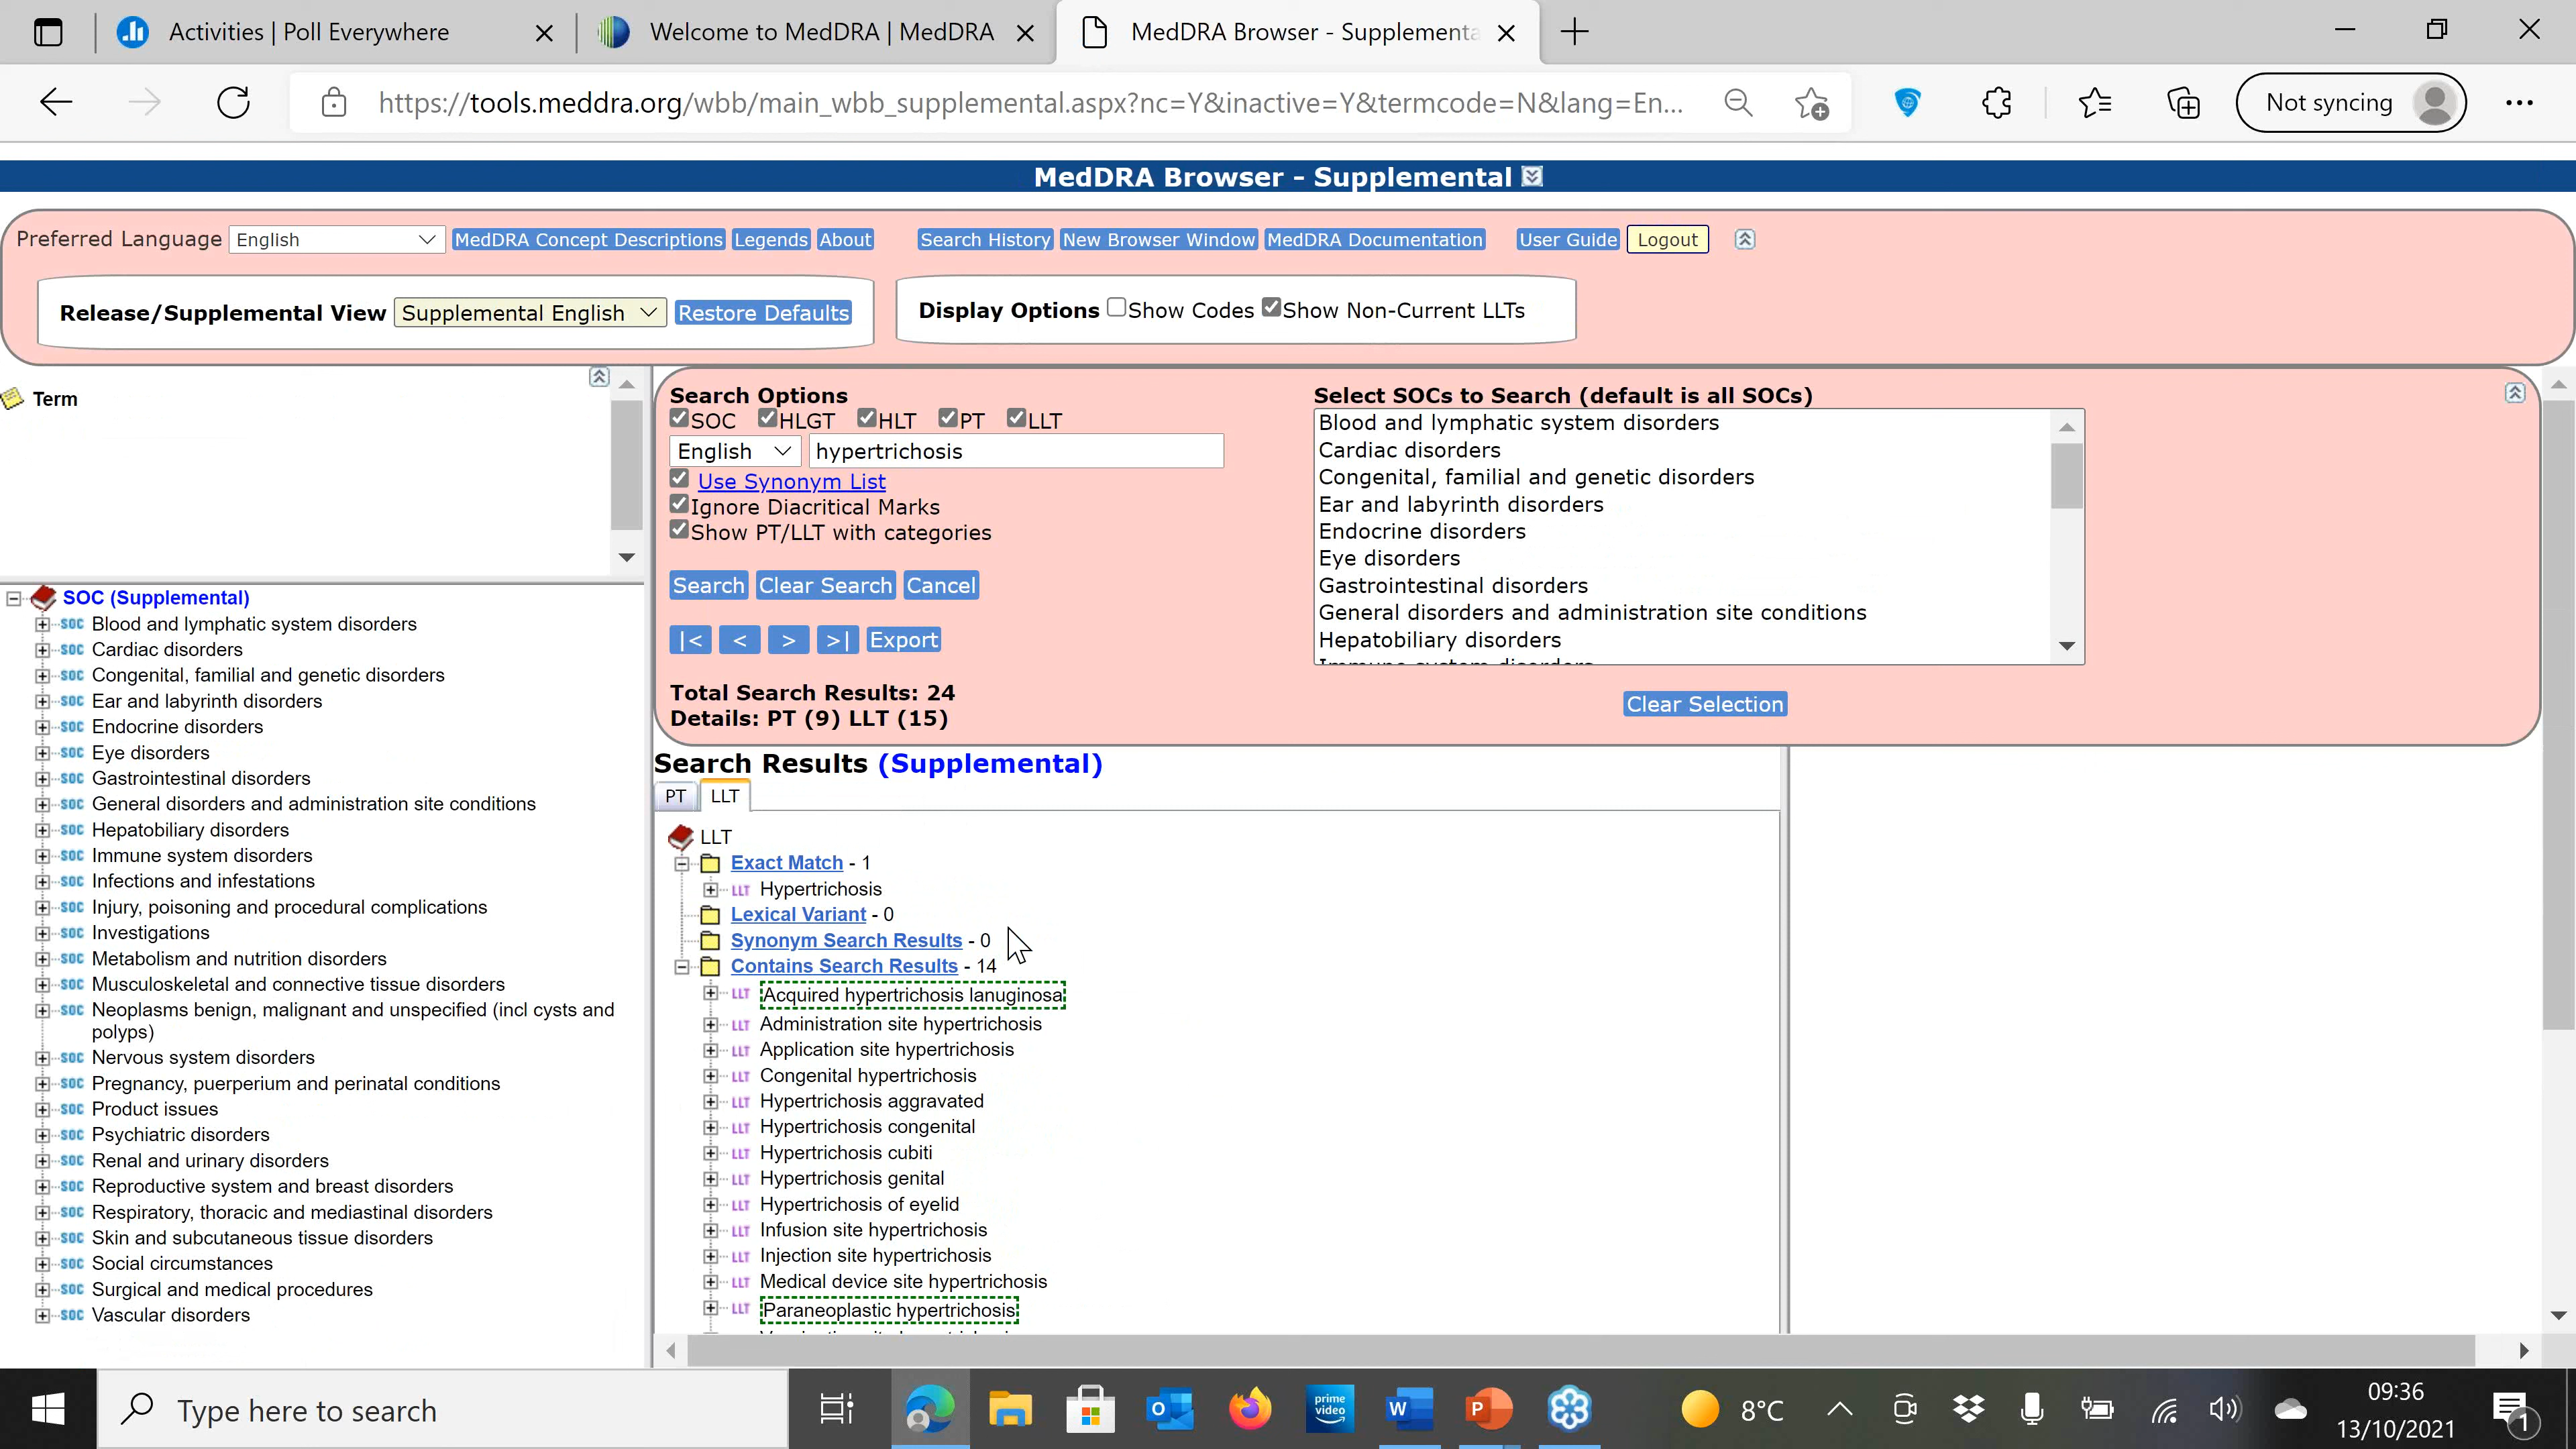 Activities | Poll Everywhere
Welcome to MedDRA | MedDRA
MedDRA Browser - Supplementa
https://tools.meddra.org/wbb/main_wbb_supplemental.aspx?nc=Y&inactive=Y&termcode=N&lang=En...
Not syncing
MedDRA Browser - Supplemental
Preferred Language English MedDRA Concept Descriptions Legends About Search History New Browser Window MedDRA Documentation User Guide Logout
Release/Supplemental View Supplemental English Restore Defaults
Display Options Show Codes Show Non-Current LLTs
Term
SOC (Supplemental)
SOC Blood and lymphatic system disorders
SOC Cardiac disorders
SOC Congenital, familial and genetic disorders
SOC Ear and labyrinth disorders
SOC Endocrine disorders
SOC Eye disorders
SOC Gastrointestinal disorders
SOC General disorders and administration site conditions
SOC Hepatobiliary disorders
SOC Immune system disorders
SOC Infections and infestations
SOC Injury, poisoning and procedural complications
SOC Investigations
SOC Metabolism and nutrition disorders
SOC Musculoskeletal and connective tissue disorders
SOC Neoplasms benign, malignant and unspecified (incl cysts and
polyps)
SOC Nervous system disorders
SOC Pregnancy, puerperium and perinatal conditions
SOC Product issues
SOC Psychiatric disorders
SOC Renal and urinary disorders
SOC Reproductive system and breast disorders
SOC Respiratory, thoracic and mediastinal disorders
SOC Skin and subcutaneous tissue disorders
SOC Social circumstances
SOC Surgical and medical procedures
SOC Vascular disorders
Search Options
SOC HLGT HLT PT LLT
English hypertrichosis
Use Synonym List
Ignore Diacritical Marks
Show PT/LLT with categories
Search Clear Search Cancel
|< < > >| Export
Total Search Results: 24
Details: PT (9) LLT (15)
Select SOCs to Search (default is all SOCs)
Blood and lymphatic system disorders
Cardiac disorders
Congenital, familial and genetic disorders
Ear and labyrinth disorders
Endocrine disorders
Eye disorders
Gastrointestinal disorders
General disorders and administration site conditions
Hepatobiliary disorders
Immune system disorders
Clear Selection
Search Results (Supplemental)
PT LLT
LLT
Exact Match - 1
LLT Hypertrichosis
Lexical Variant - 0
Synonym Search Results - 0
Contains Search Results - 14
LLT Acquired hypertrichosis lanuginosa
LLT Administration site hypertrichosis
LLT Application site hypertrichosis
LLT Congenital hypertrichosis
LLT Hypertrichosis aggravated
LLT Hypertrichosis congenital
LLT Hypertrichosis cubiti
LLT Hypertrichosis genital
LLT Hypertrichosis of eyelid
LLT Infusion site hypertrichosis
LLT Injection site hypertrichosis
LLT Medical device site hypertrichosis
LLT Paraneoplastic hypertrichosis
Type here to search
prime
video
8°C
09:36
13/10/2021
1